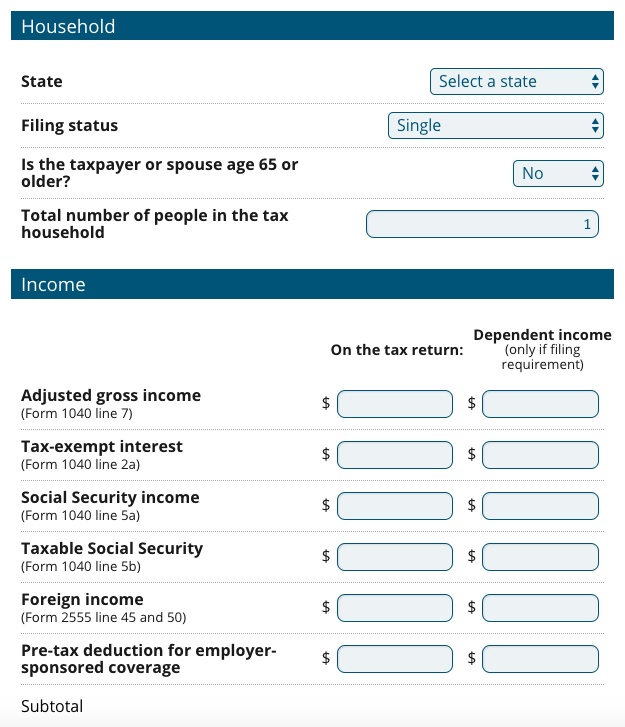 Household
State
Select a state
Filing status
Single
Is the taxpayer or spouse age 65 or
older?
No
Total number of people in the tax
household
1
Income
On the tax return:
Dependent income
(only if filing
requirement)
Adjusted gross income
(Form 1040 line 7)
$ $
Tax-exempt interest
(Form 1040 line 2a)
$ $
Social Security income
(Form 1040 line 5a)
$ $
Taxable Social Security
(Form 1040 line 5b)
$ $
Foreign income
(Form 2555 line 45 and 50)
$ $
Pre-tax deduction for employer-
sponsored coverage
$ $
Subtotal